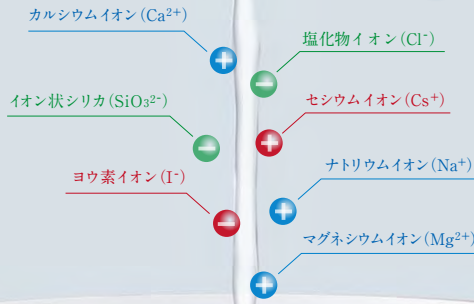 カルシウムイオン(Ca²⁺)
塩化物イオン(Cl⁻)
イオン状シリカ(SiO₃²⁻)
セシウムイオン(Cs⁺)
ヨウ素イオン(I⁻)
ナトリウムイオン(Na⁺)
マグネシウムイオン(Mg²⁺)